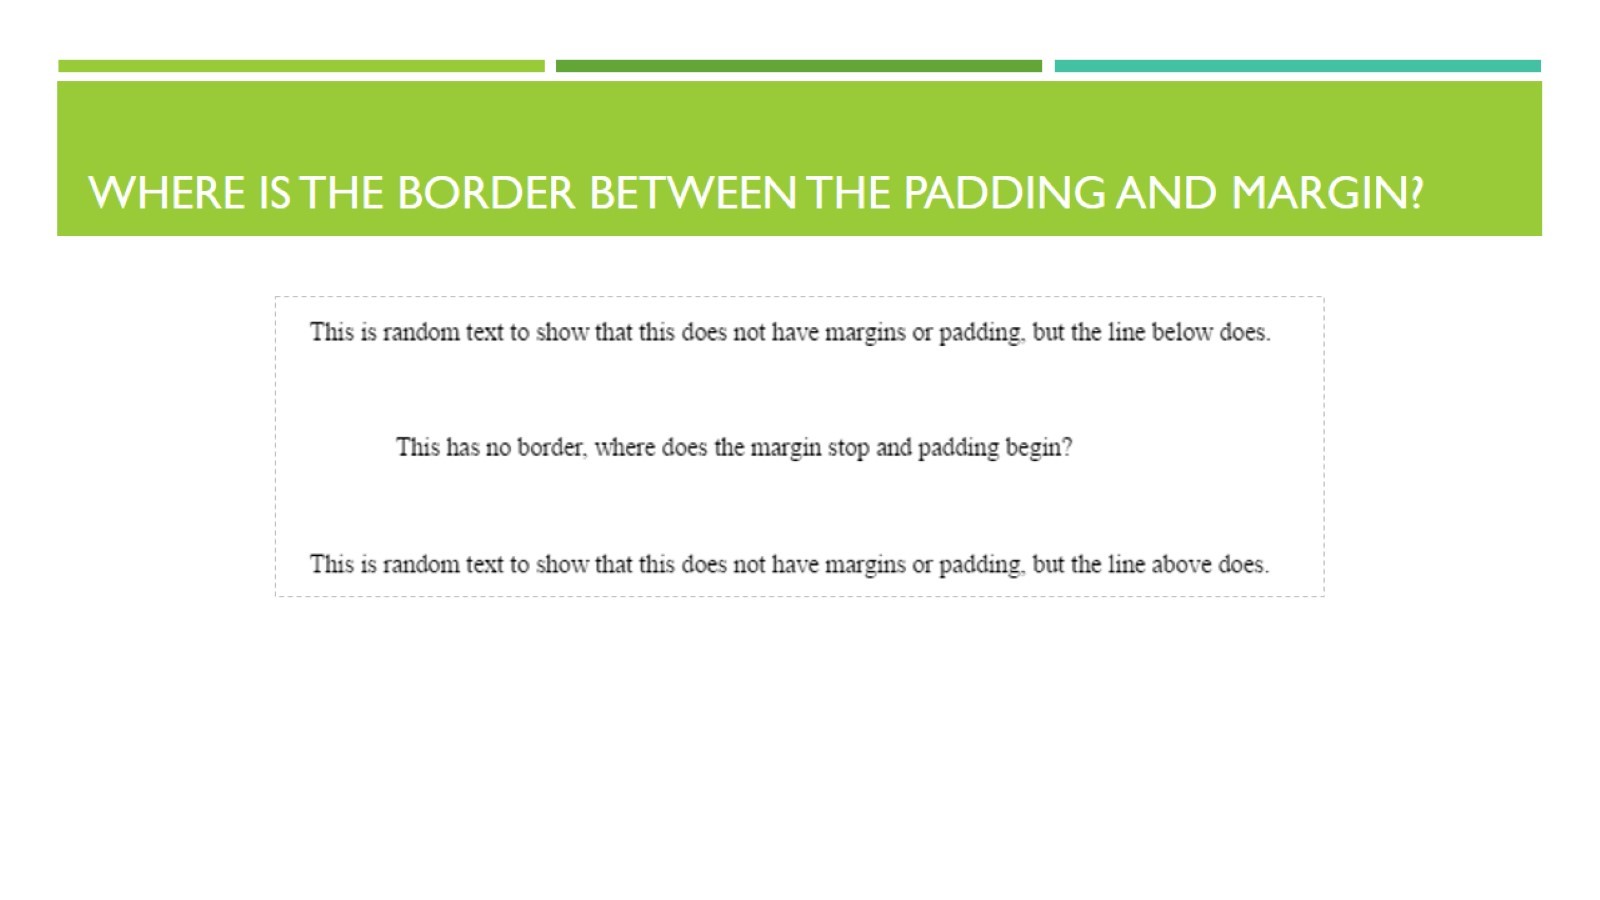 WHERE IS THE BORDER BETWEEN THE PADDING AND MARGIN?
This is random text to show that this does not have margins or padding, but the line below does.
This has no border, where does the margin stop and padding begin?
This is random text to show that this does not have margins or padding, but the line above does.